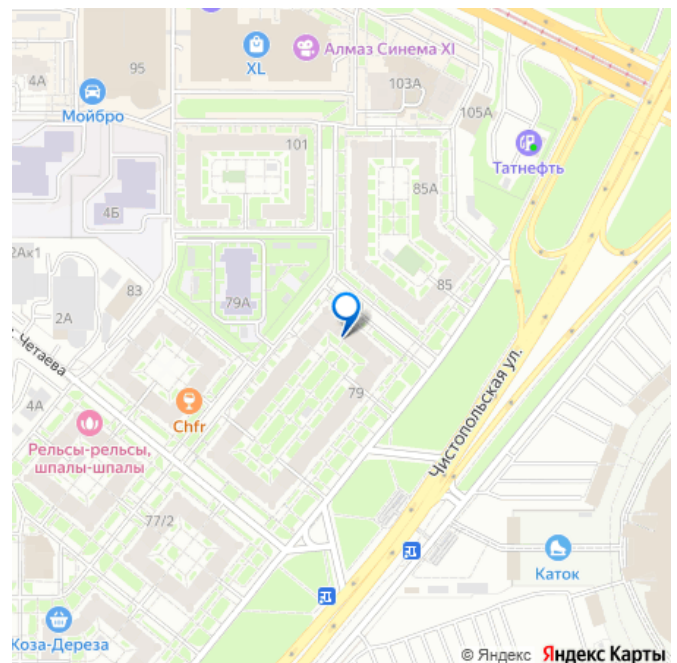 4А
95
XL
Алмаз Синема XI
103А
Мойбро
105А
Татнефть
101
85А
4Б
2Ак1
85
83
79А
2А
Четаева
4А
79
Chfr
Чистопольская ул.
Рельсы-рельсы,
шпалы-шпалы
77/2
Каток
Коза-Дереза
© Яндекс Яндекс Карты